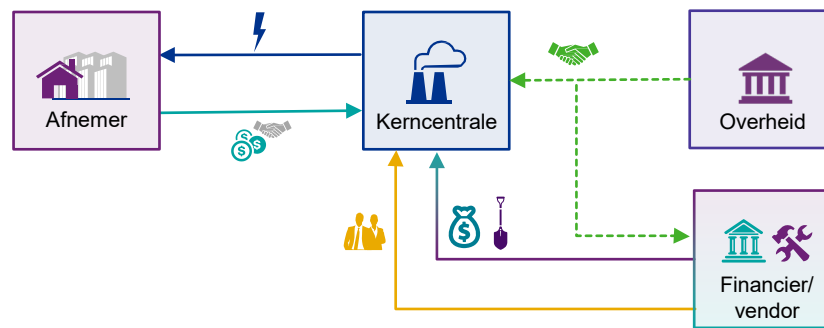 Afnemer
Kerncentrale
Overheid
Financier/
vendor